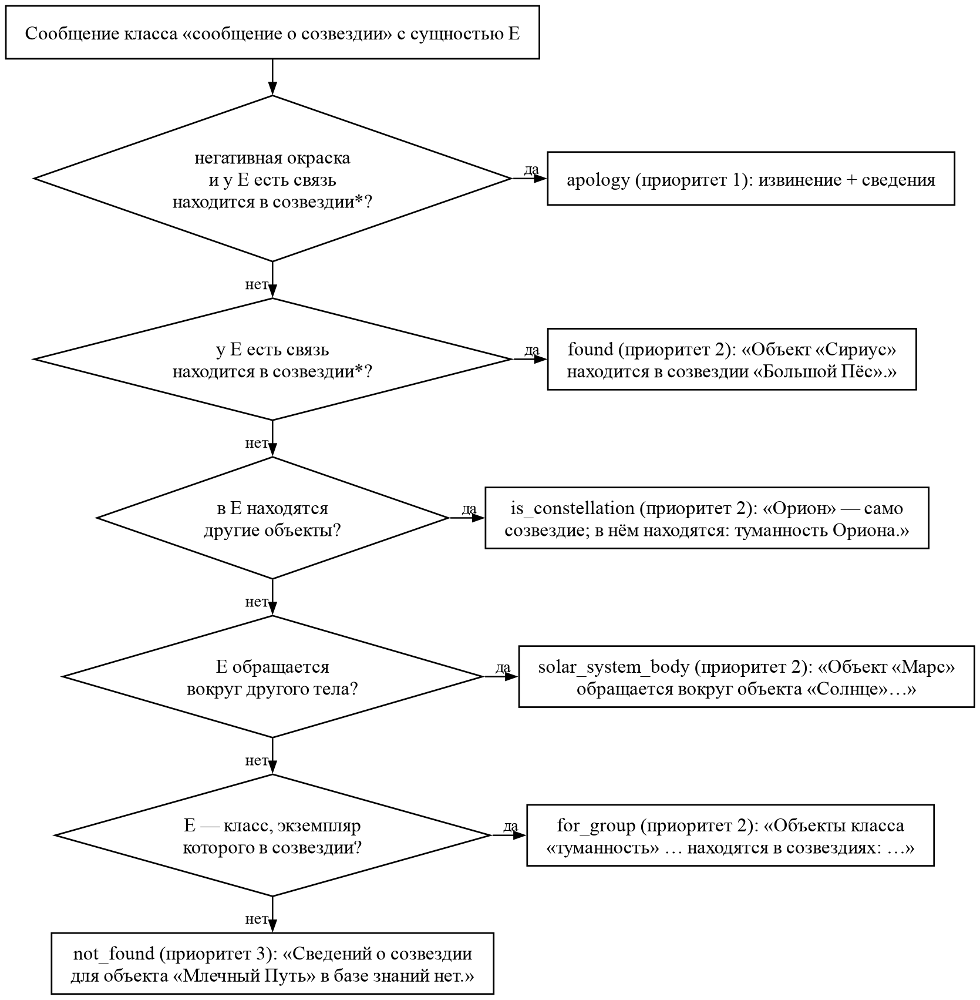 Сообщение класса «сообщение о созвездии» с сущностью E
негативная окраска
и у E есть связь
находится в созвездии*?
да
apology (приоритет 1): извинение + сведения
нет
у E есть связь
находится в созвездии*?
да
found (приоритет 2): «Объект «Сириус»
находится в созвездии «Большой Пёс».»
нет
в E находятся
другие объекты?
да
is_constellation (приоритет 2): «Орион» — само
созвездие; в нём находятся: туманность Ориона.»
нет
E обращается
вокруг другого тела?
да
solar_system_body (приоритет 2): «Объект «Марс»
обращается вокруг объекта «Солнце»…»
нет
E — класс, экземпляр
которого в созвездии?
да
for_group (приоритет 2): «Объекты класса
«туманность» … находятся в созвездиях: …»
нет
not_found (приоритет 3): «Сведений о созвездии
для объекта «Млечный Путь» в базе знаний нет.»